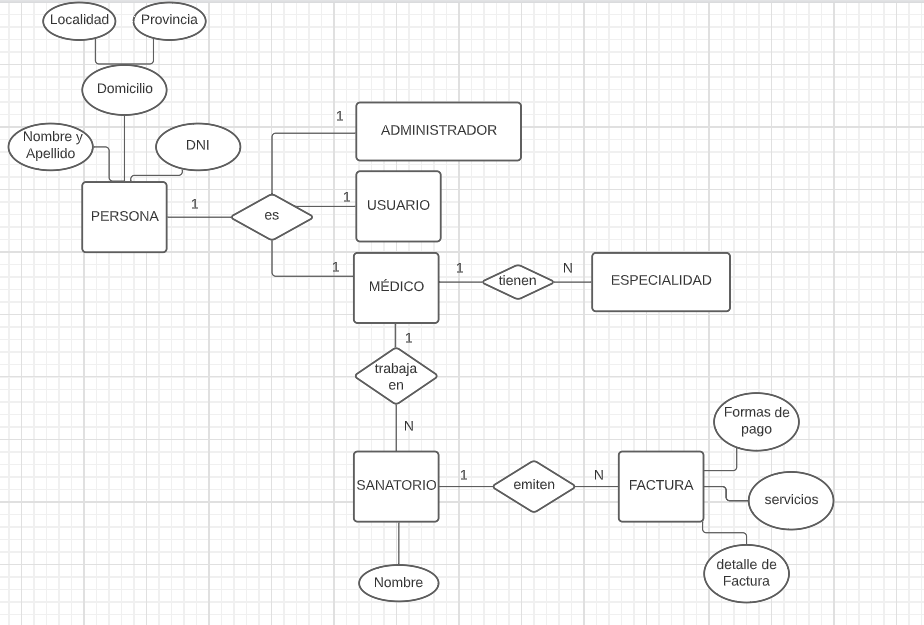 Localidad
Provincia
Domicilio
Nombre y
Apellido
DNI
PERSONA
1
es
1
ADMINISTRADOR
1
USUARIO
1
MÉDICO
1
tienen
N
ESPECIALIDAD
1
trabaja
en
N
SANATORIO
1
emiten
N
FACTURA
Formas de
pago
servicios
detalle de
Factura
Nombre